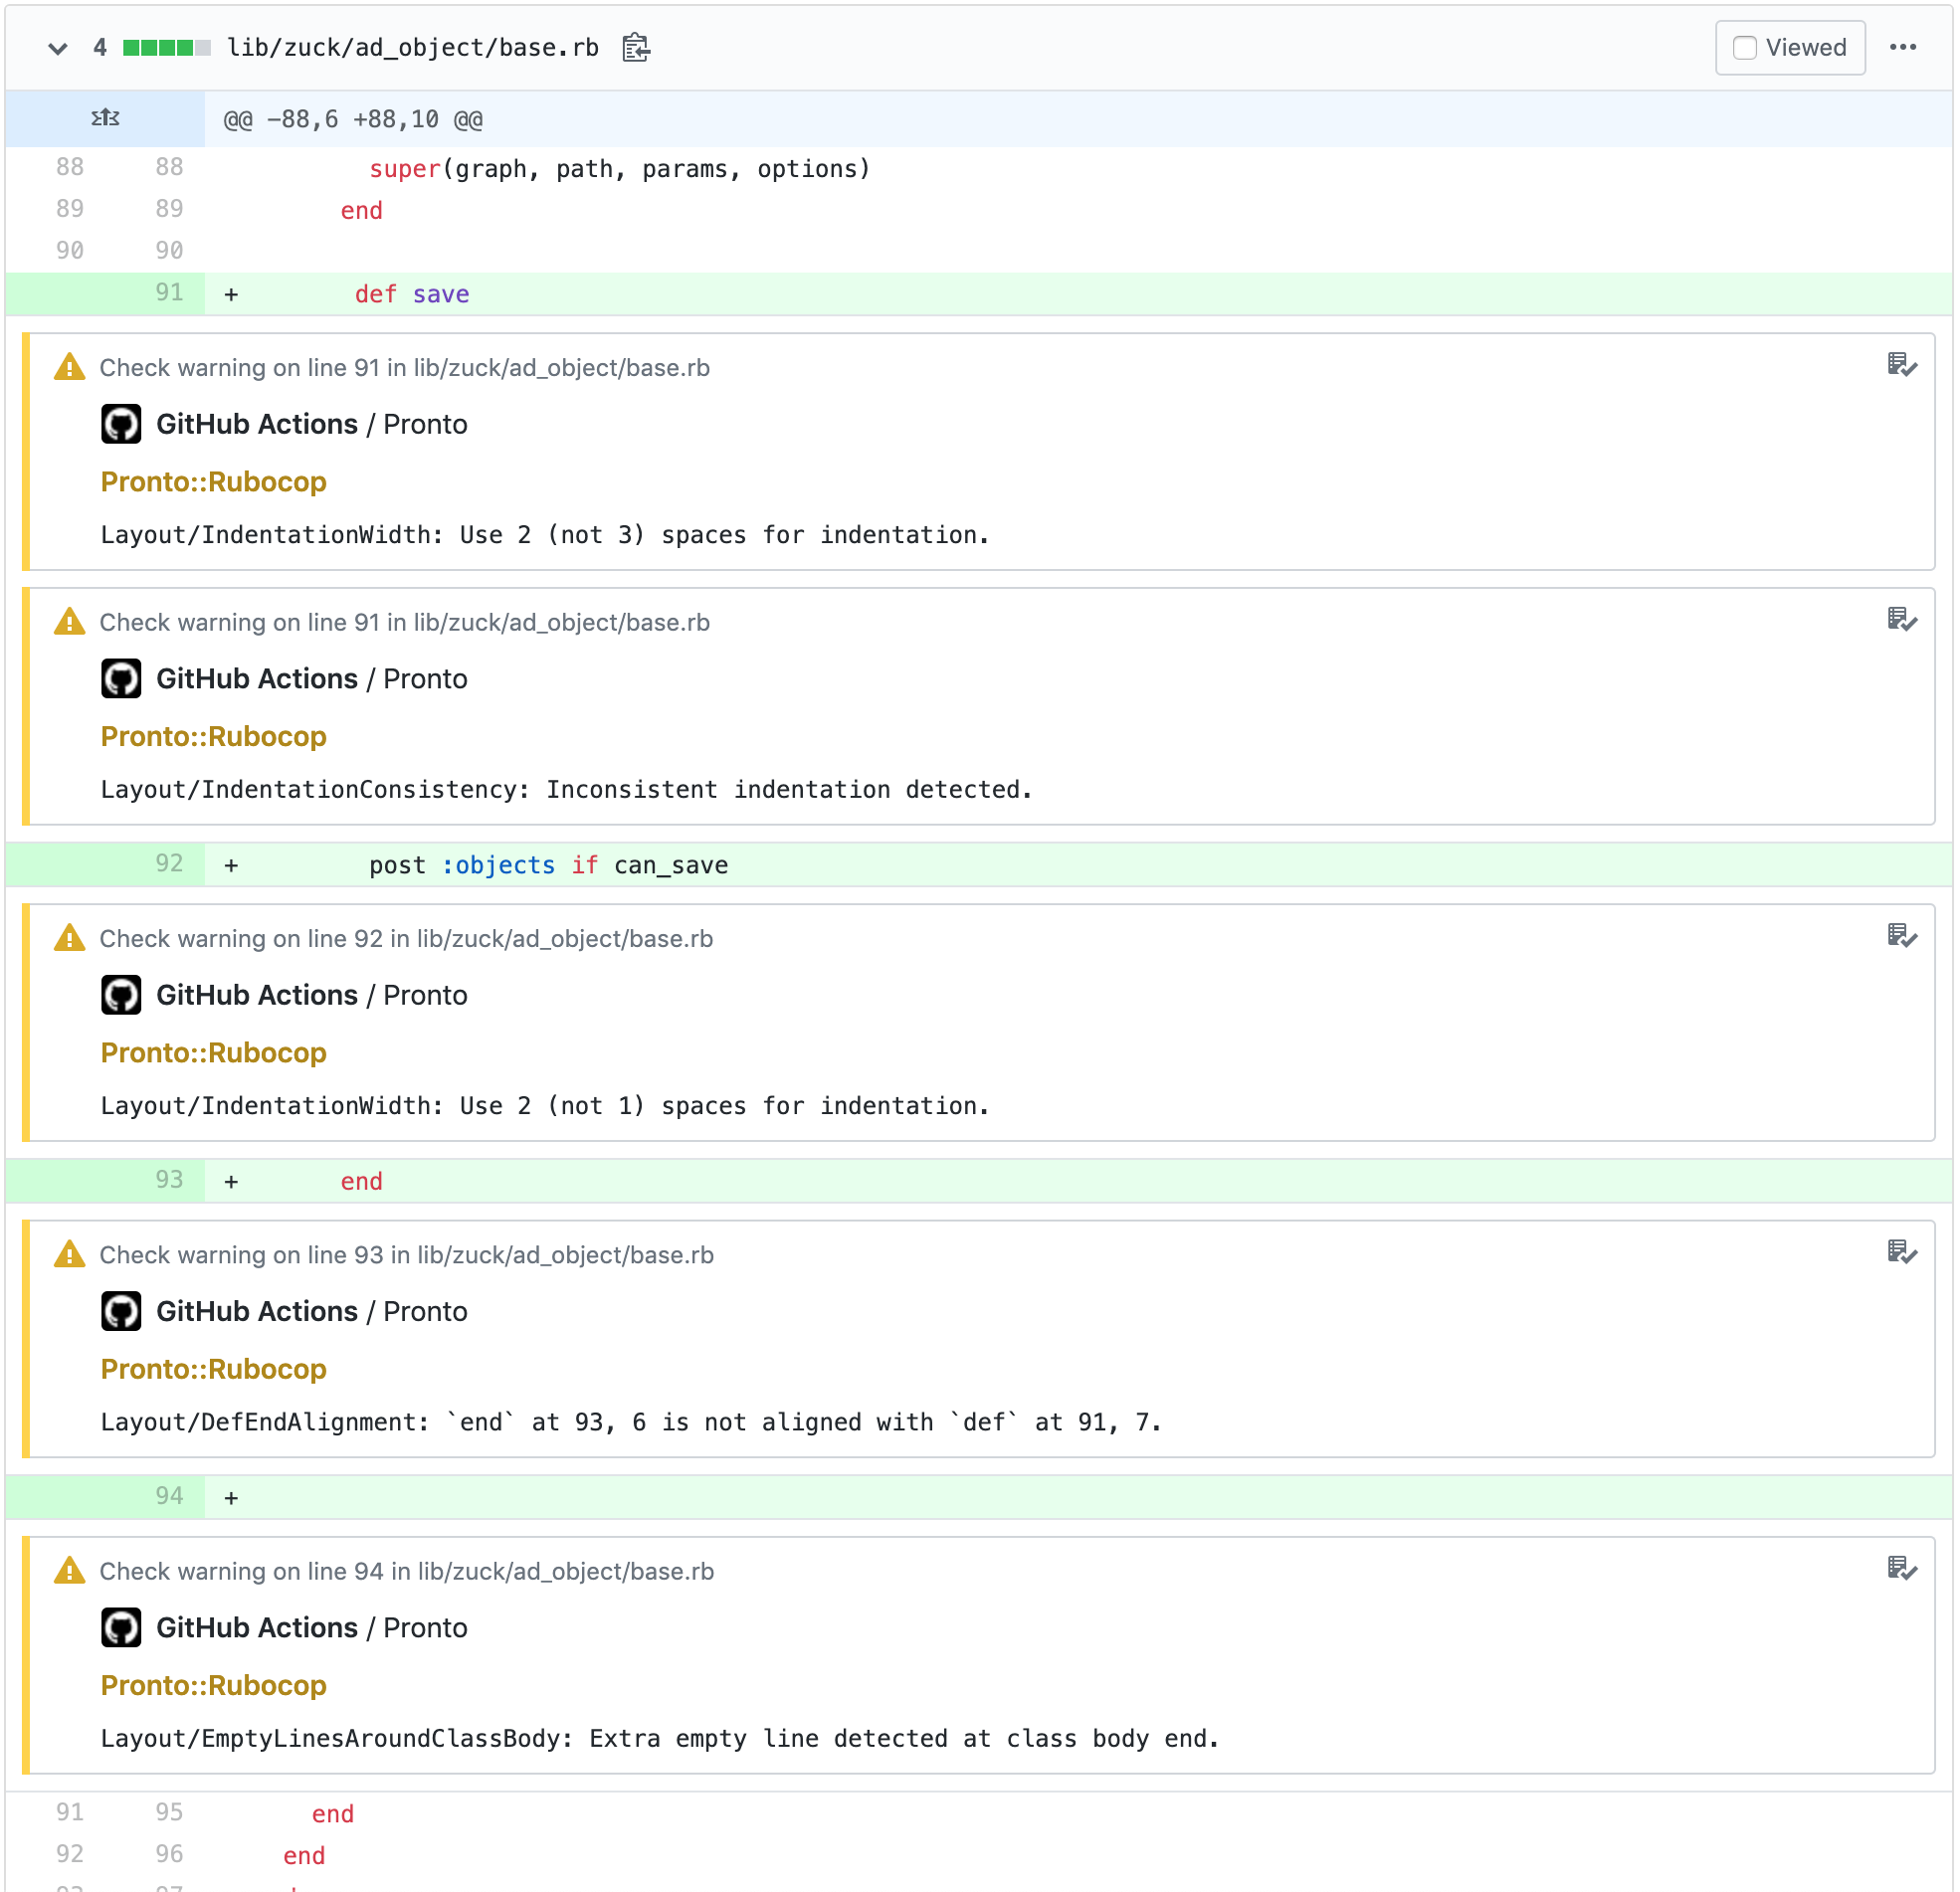 4 lib/zuck/ad_object/base.rb Viewed
@@ -88,6 +88,10 @@
88 88 super(graph, path, params, options)
89 89 end
90 90
91 + def save
Check warning on line 91 in lib/zuck/ad_object/base.rb
GitHub Actions / Pronto
Pronto::Rubocop
Layout/IndentationWidth: Use 2 (not 3) spaces for indentation.
Check warning on line 91 in lib/zuck/ad_object/base.rb
GitHub Actions / Pronto
Pronto::Rubocop
Layout/IndentationConsistency: Inconsistent indentation detected.
92 + post :objects if can_save
Check warning on line 92 in lib/zuck/ad_object/base.rb
GitHub Actions / Pronto
Pronto::Rubocop
Layout/IndentationWidth: Use 2 (not 1) spaces for indentation.
93 + end
Check warning on line 93 in lib/zuck/ad_object/base.rb
GitHub Actions / Pronto
Pronto::Rubocop
Layout/DefEndAlignment: `end` at 93, 6 is not aligned with `def` at 91, 7.
94 +
Check warning on line 94 in lib/zuck/ad_object/base.rb
GitHub Actions / Pronto
Pronto::Rubocop
Layout/EmptyLinesAroundClassBody: Extra empty line detected at class body end.
91 95 end
92 96 end